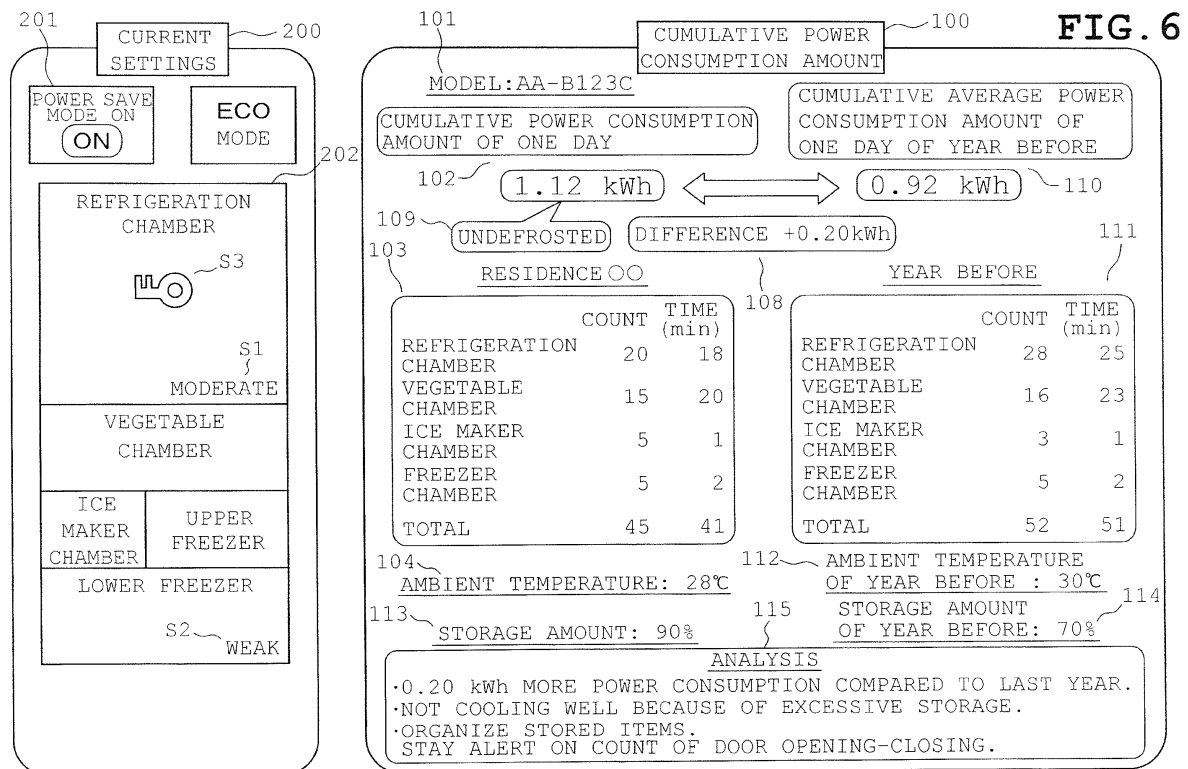 FIG. 6
201
CURRENT
SETTINGS
200
POWER SAVE
MODE ON
ON
ECO
MODE
202
REFRIGERATION
CHAMBER
S3
S1
MODERATE
VEGETABLE
CHAMBER
ICE
MAKER
CHAMBER
UPPER
FREEZER
LOWER FREEZER
S2
WEAK
101
CUMULATIVE POWER
CONSUMPTION AMOUNT
100
MODEL:AA-B123C
CUMULATIVE POWER CONSUMPTION
AMOUNT OF ONE DAY
CUMULATIVE AVERAGE POWER
CONSUMPTION AMOUNT OF
ONE DAY OF YEAR BEFORE
102
1.12 kWh
0.92 kWh
110
109
UNDEFROSTED
DIFFERENCE +0.20kWh
103
108
111
RESIDENCE○○
COUNT TIME
(min)
REFRIGERATION
CHAMBER 20 18
VEGETABLE
CHAMBER 15 20
ICE MAKER
CHAMBER 5 1
FREEZER
CHAMBER 5 2
TOTAL 45 41
YEAR BEFORE
COUNT TIME
(min)
REFRIGERATION
CHAMBER 28 25
VEGETABLE
CHAMBER 16 23
ICE MAKER
CHAMBER 3 1
FREEZER
CHAMBER 5 2
TOTAL 52 51
104
AMBIENT TEMPERATURE: 28℃
112
AMBIENT TEMPERATURE
OF YEAR BEFORE : 30℃
113
STORAGE AMOUNT: 90%
115
STORAGE AMOUNT
OF YEAR BEFORE: 70%
114
ANALYSIS
·0.20 kWh MORE POWER CONSUMPTION COMPARED TO LAST YEAR.
·NOT COOLING WELL BECAUSE OF EXCESSIVE STORAGE.
·ORGANIZE STORED ITEMS.
STAY ALERT ON COUNT OF DOOR OPENING-CLOSING.